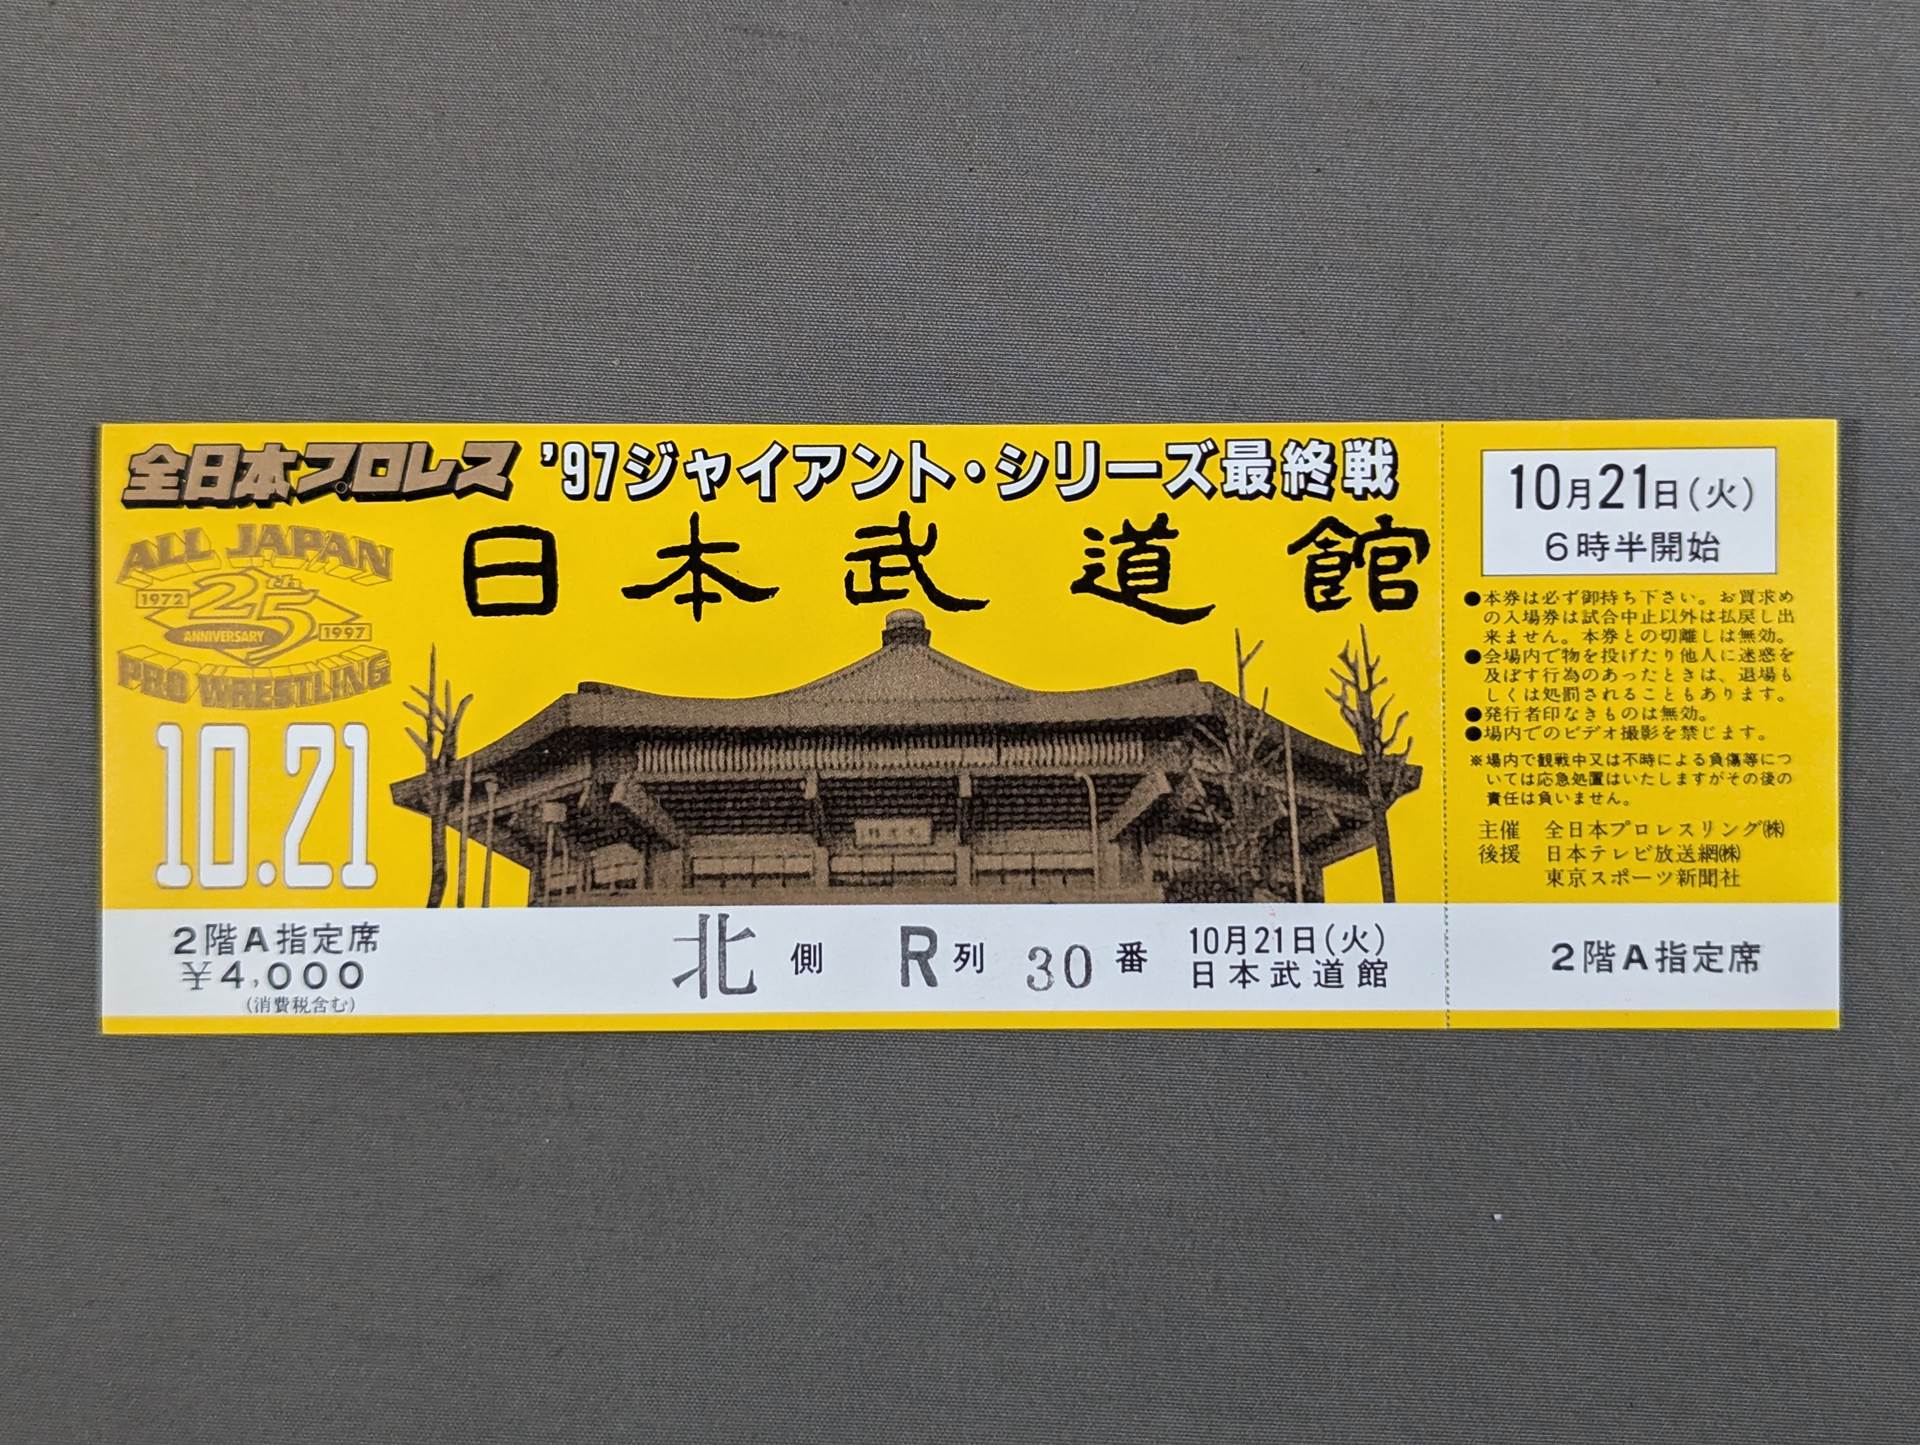 全日本プロレス '97ジャイアント・シリーズ最終戦
日本武道館
ALL JAPAN
25th
1972
ANNIVERSARY
1997
PRO WRESTLING
10.21
2階A指定席
¥4,000
(消費税含む)
北側 R列 30番
10月21日(火)
日本武道館
10月21日(火)
6時半開始
●本券は必ず御持ち下さい。お買求め
の入場券は試合中止以外は払戻し出
来ません。本券との切離しは無効。
●会場内で物を投げたり他人に迷惑を
及ぼす行為のあったときは、退場も
しくは処罰されることもあります。
●発行者印なきものは無効。
●場内でのビデオ撮影を禁じます。
※場内で観戦中又は不時による負傷等につ
いては応急処置はいたしますがその後の
責任は負いません。
主催 全日本プロレスリング㈱
後援 日本テレビ放送網㈱
東京スポーツ新聞社
2階A指定席